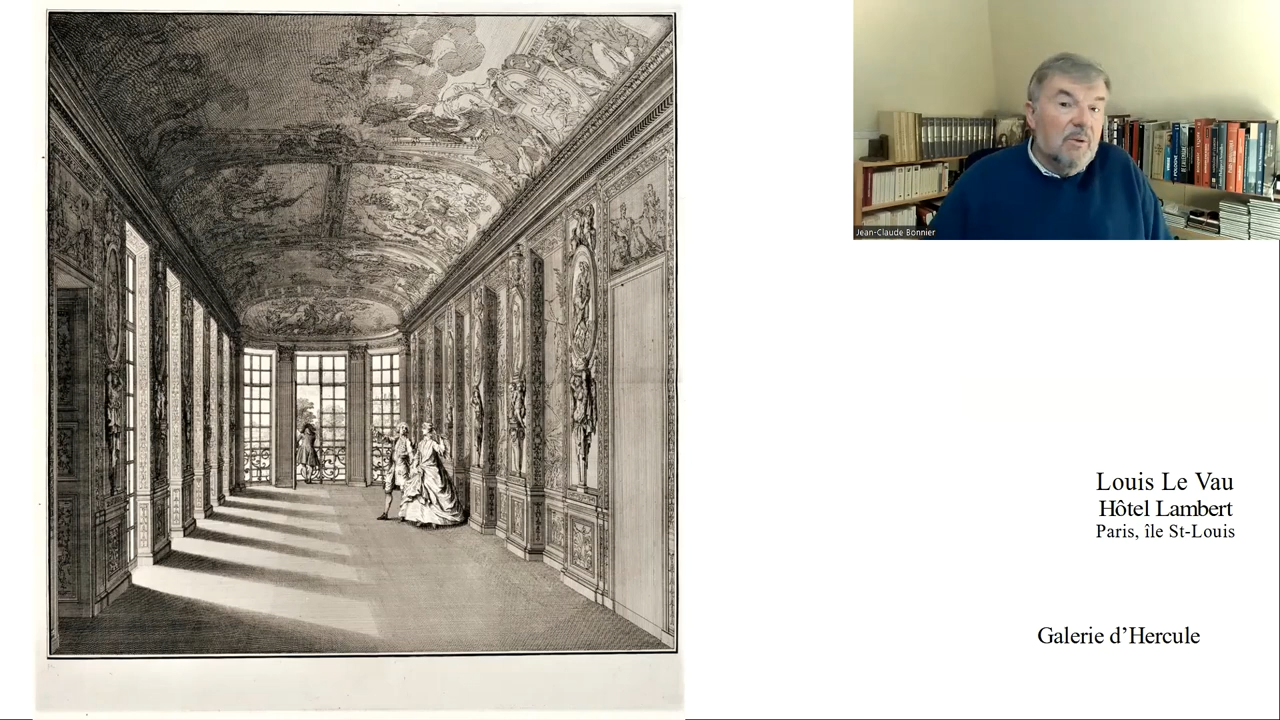 Jean-Claude Bonnier
Louis Le Vau
Hôtel Lambert
Paris, île St-Louis
Galerie d’Hercule